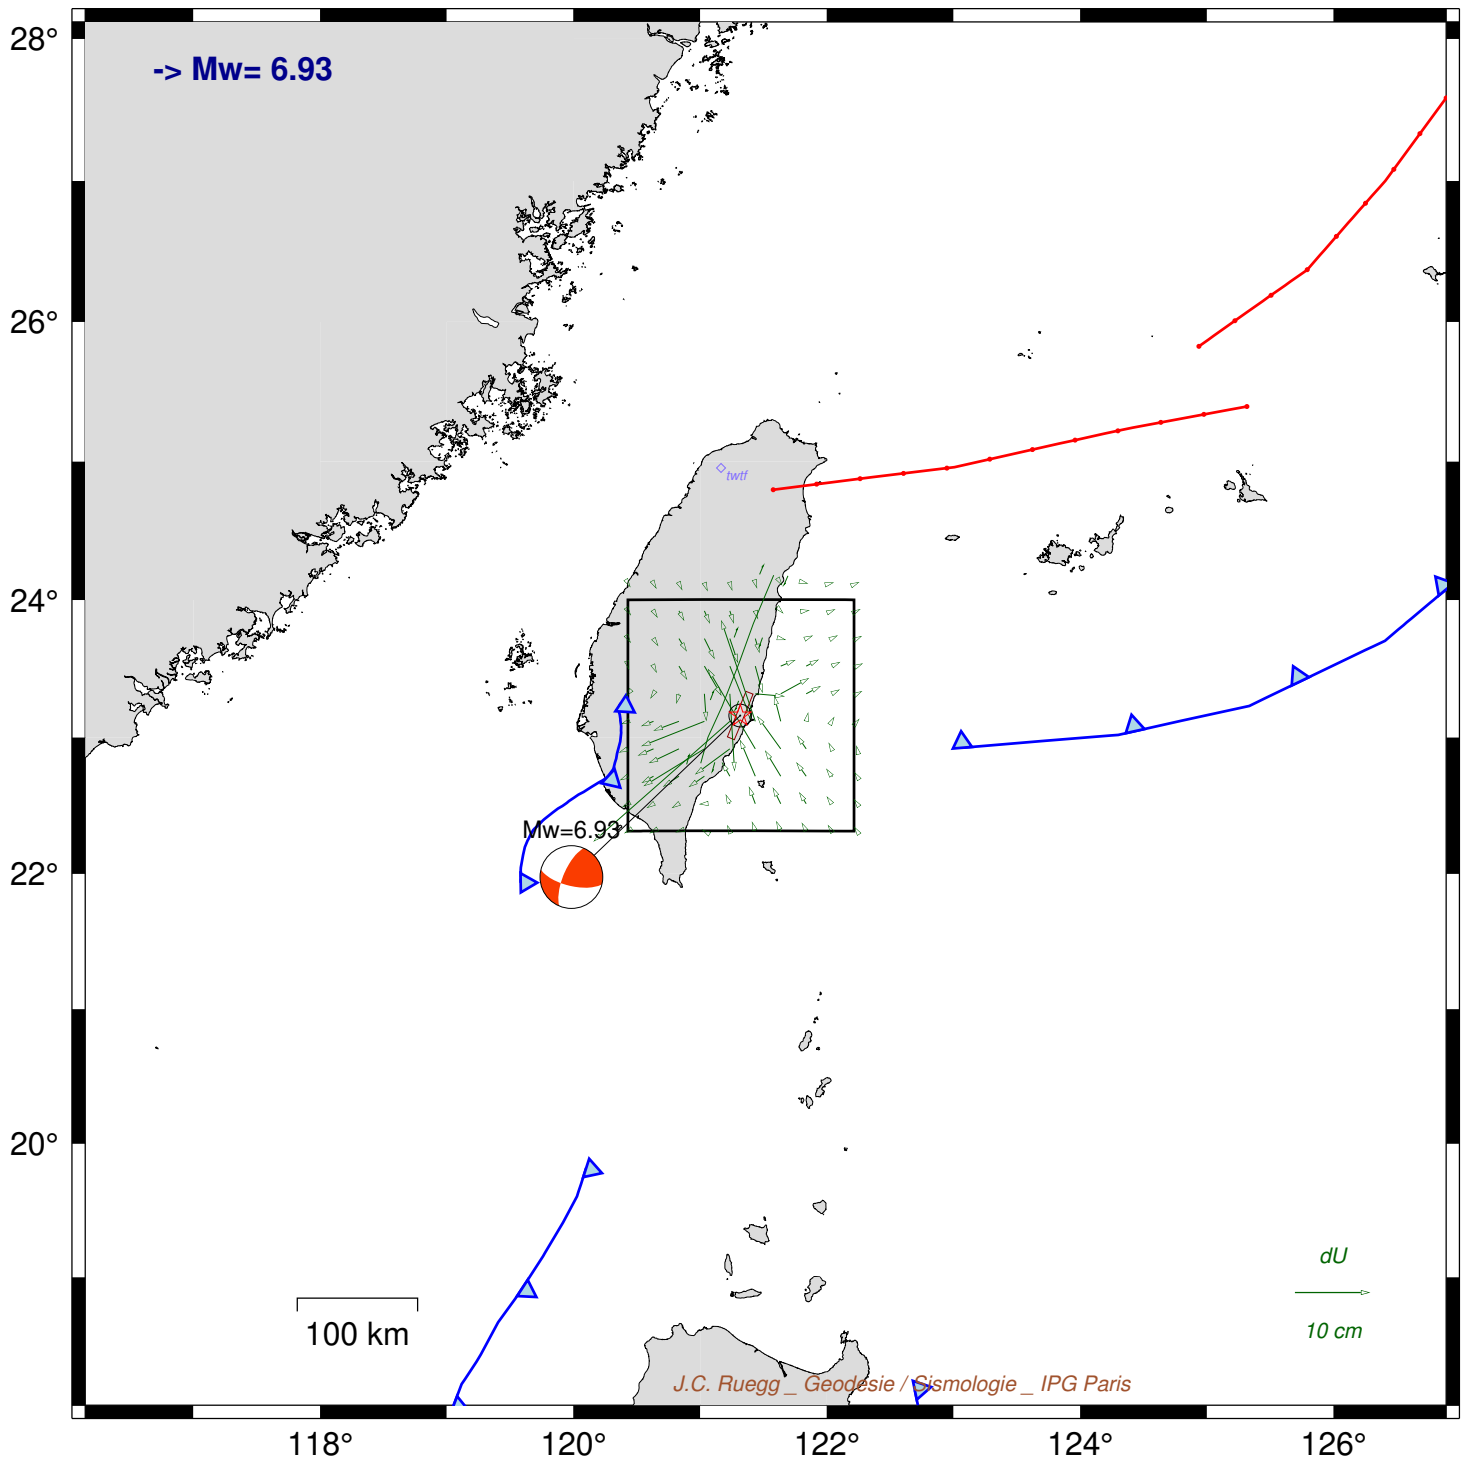 28°
-> Mw= 6.93
26°
twtf
24°
Mw=6.93
22°
20°
dU
100 km
10 cm
J.C. Ruegg _ Geodesie / Sismologie _ IPG Paris
118°
120°
122°
124°
126°